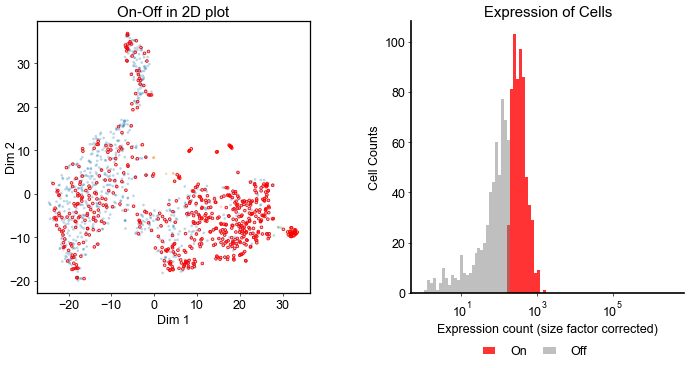 On-Off in 2D plot
Dim 2
30
20
10
0
−10
−20
−20 −10 0 10 20 30
Dim 1
Expression of Cells
Cell Counts
100
80
60
40
20
0
10^1 10^3 10^5
Expression count (size factor corrected)
On Off